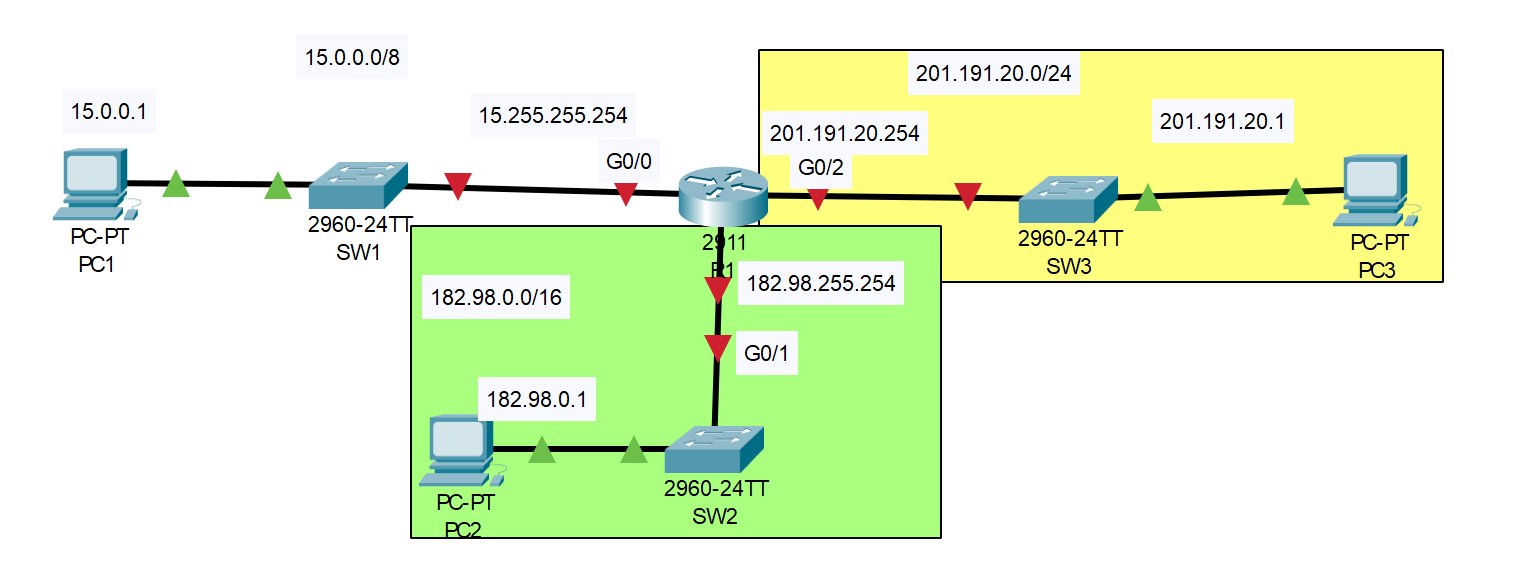 15.0.0.0/8
201.191.20.0/24
15.0.0.1
15.255.255.254
201.191.20.254
201.191.20.1
G0/0
G0/2
PC-PT
PC1
2960-24TT
SW1
2911
R1
2960-24TT
SW3
PC-PT
PC3
182.98.0.0/16
182.98.255.254
G0/1
182.98.0.1
PC-PT
PC2
2960-24TT
SW2